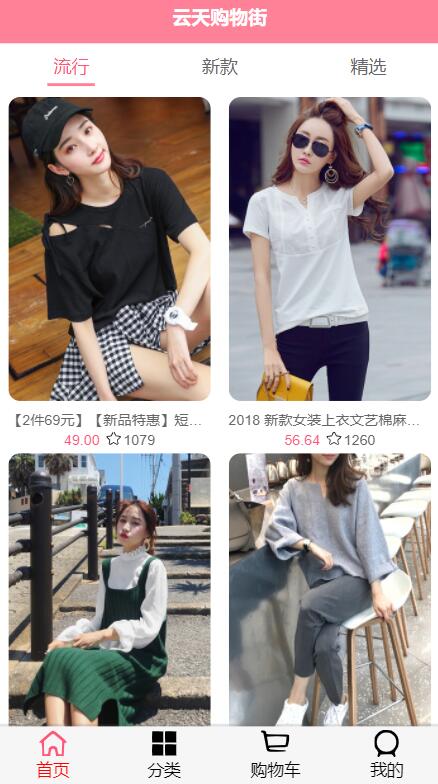 云天购物街
流行 新款 精选
【2件69元】【新品特惠】短... 2018 新款女装上衣文艺棉麻...
49.00 1079 56.64 1260
首页 分类 购物车 我的